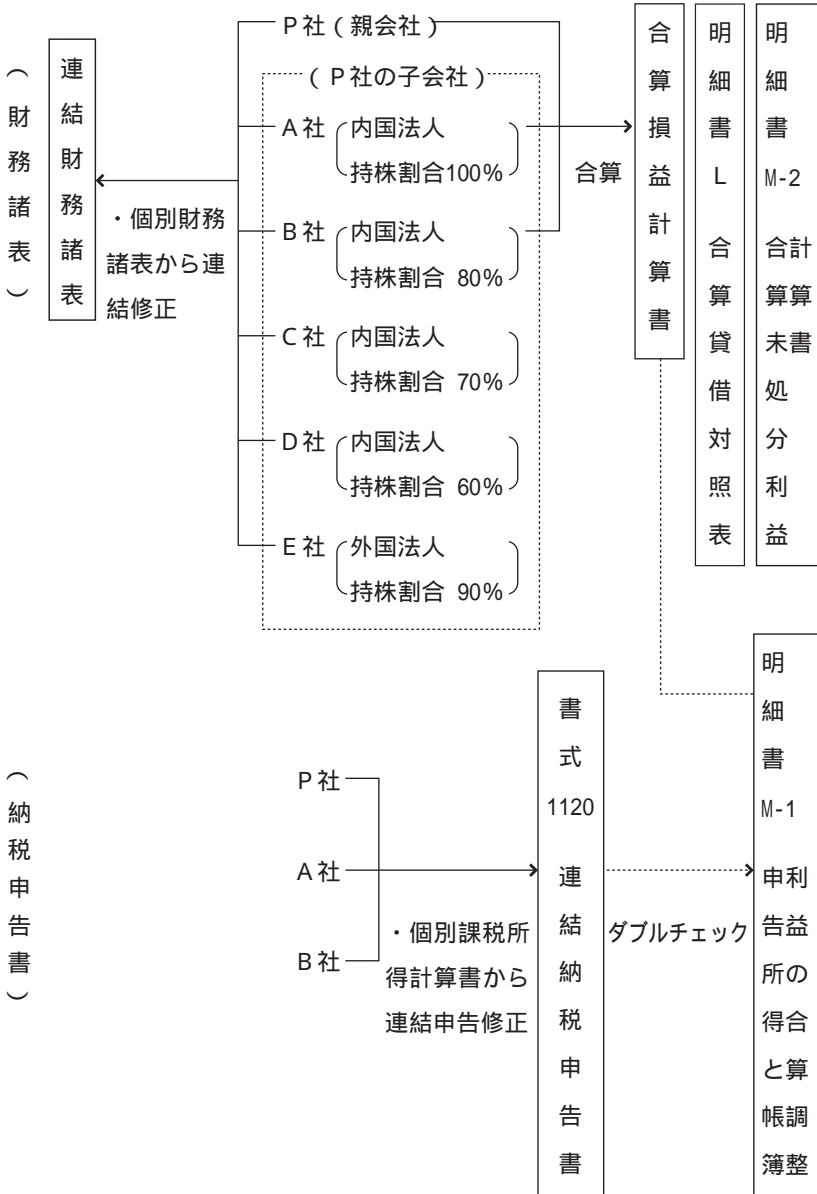 （財務諸表）
連結財務諸表
・個別財務
諸表から連
結修正
P社（親会社）
（P社の子会社）
A社
内国法人
持株割合100%
B社
内国法人
持株割合 80%
C社
内国法人
持株割合 70%
D社
内国法人
持株割合 60%
E社
外国法人
持株割合 90%
合算
合算損益計算書
明細書L 合算貸借対照表
明細書M-2
合算未処分利益
計算書
（納税申告書）
P社
A社
B社
・個別課税所
得計算書から
連結申告修正
書式1120 連結納税申告書
ダブルチェック
明細書M-1
利益の合算調整
申告所得と帳簿